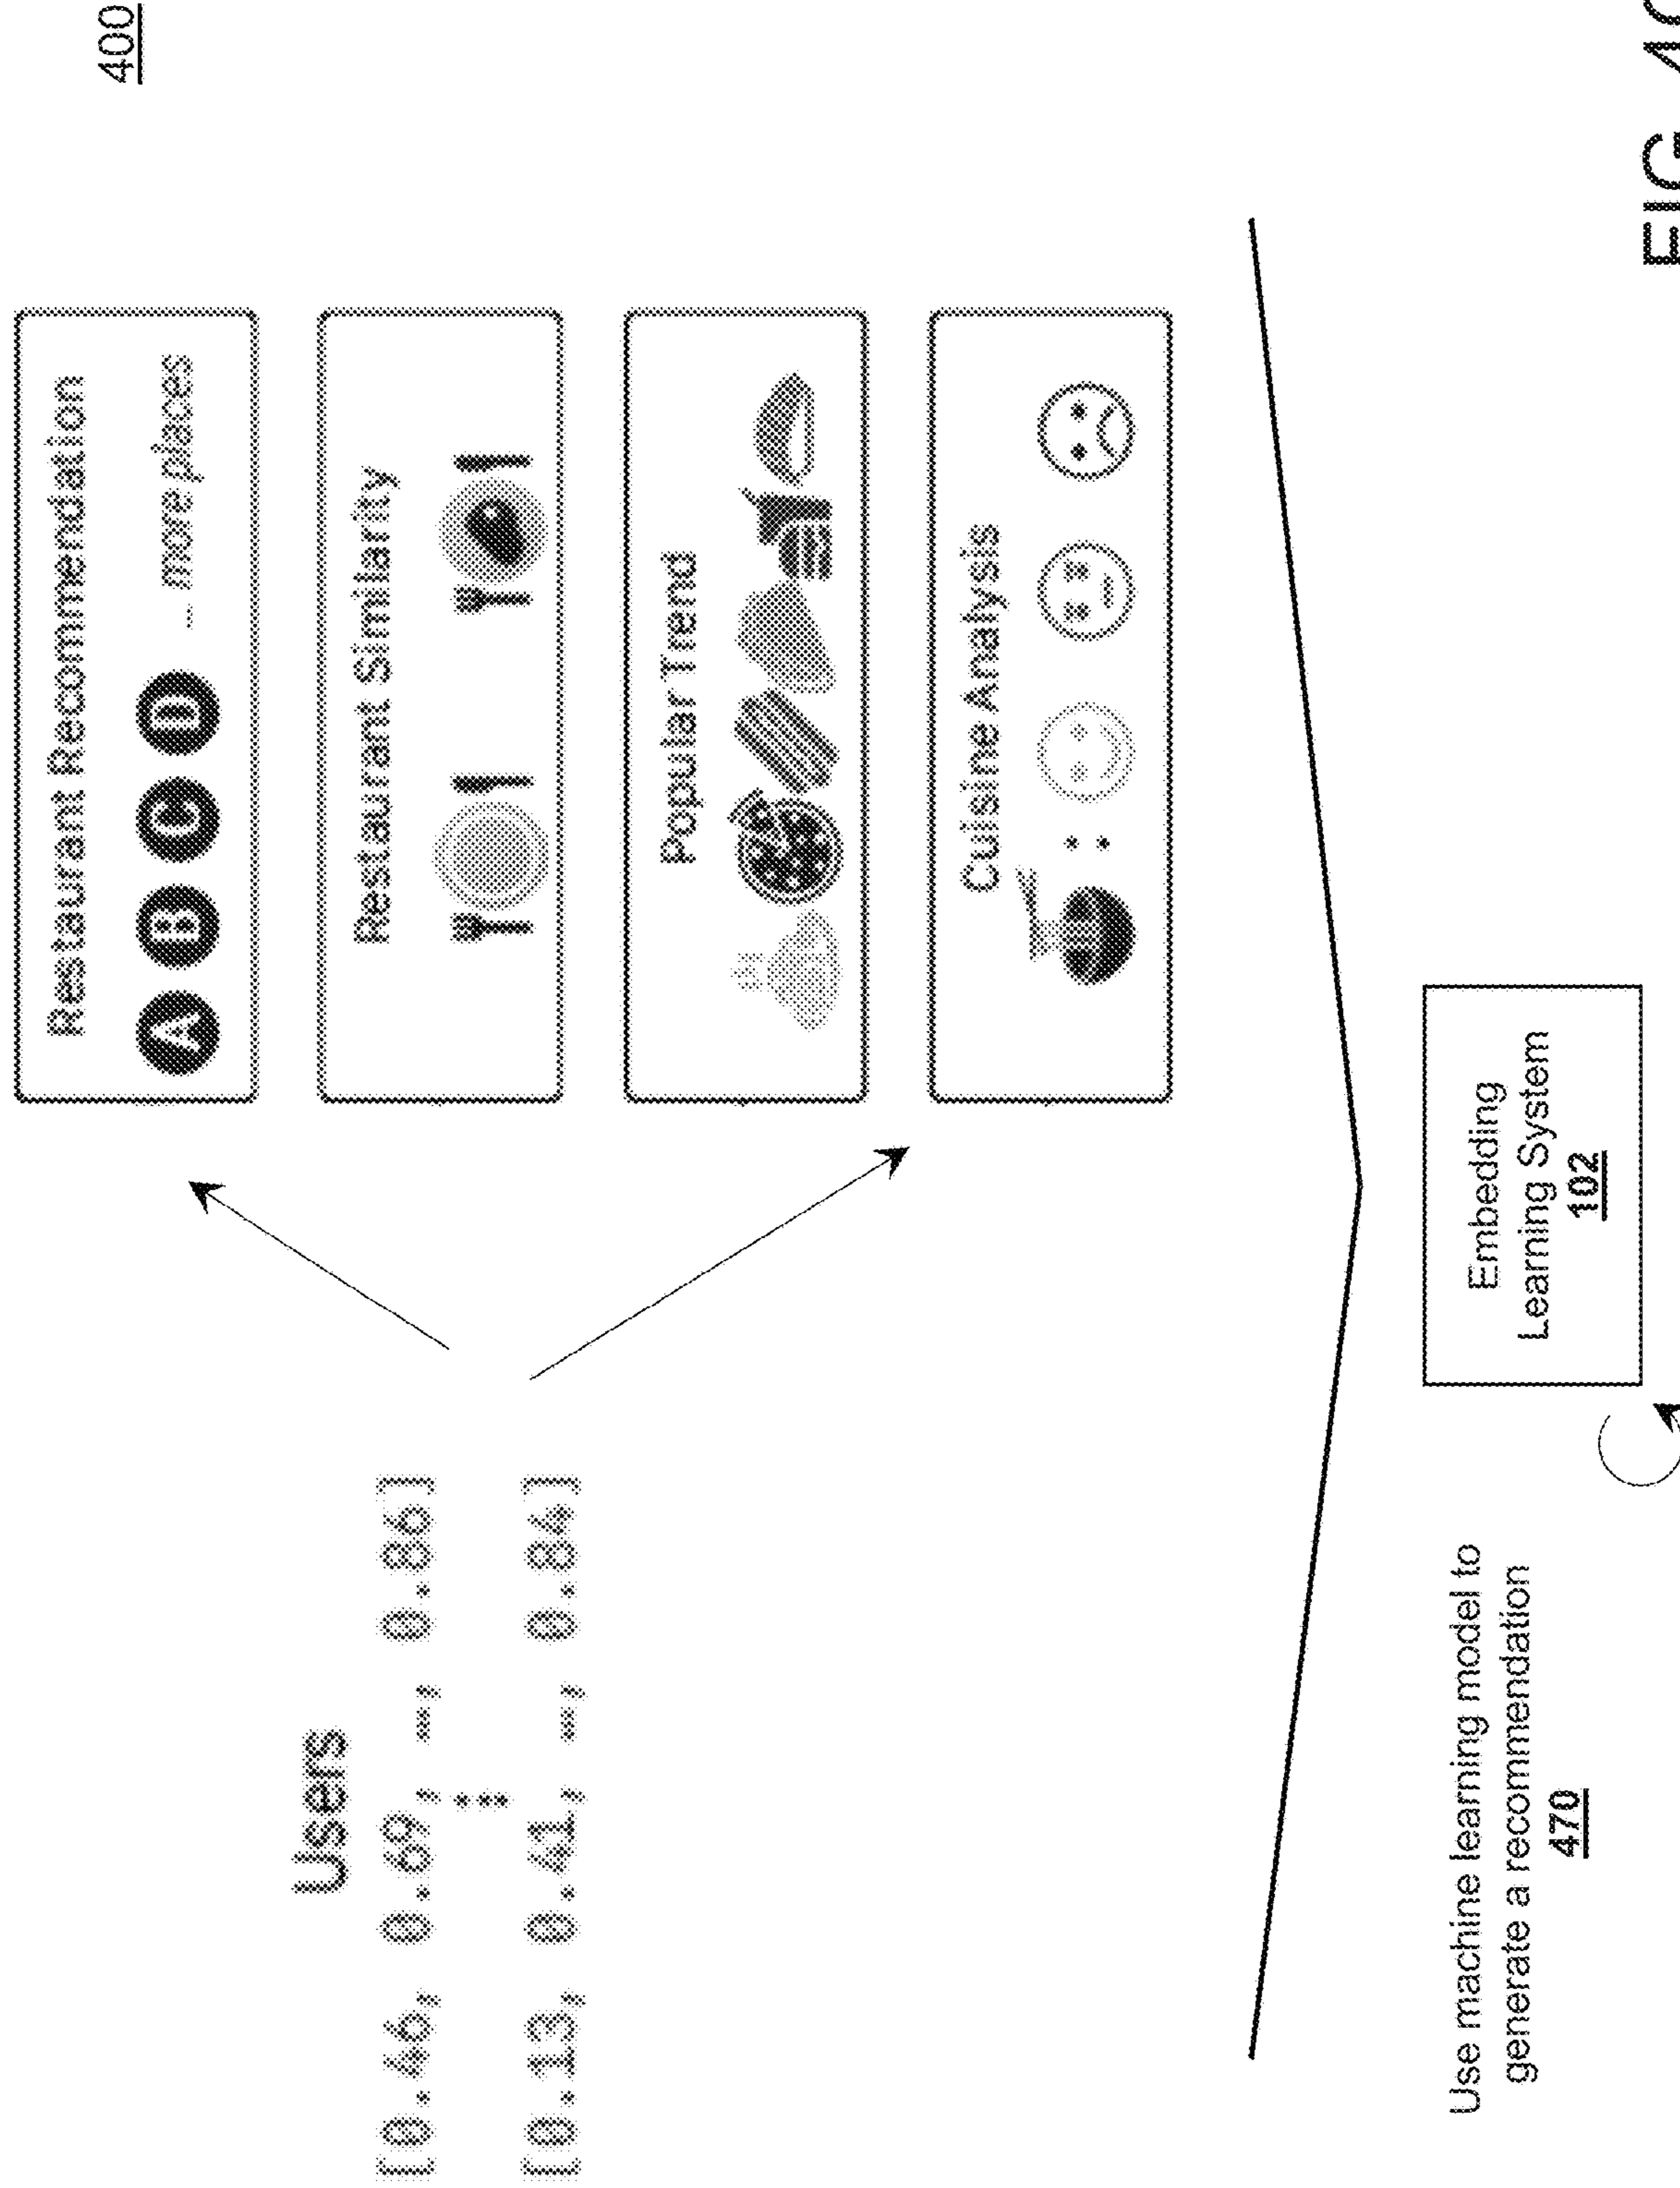 400
Users
[0.46, 0.69, —, 0.86]
⋮
[0.13, 0.41, —, 0.84]
Restaurant Recommendation
A B C D ... more places
Restaurant Similarity
Popular Trend
Cuisine Analysis
:
Use machine learning model to
generate a recommendation
470
Embedding
Learning System
102